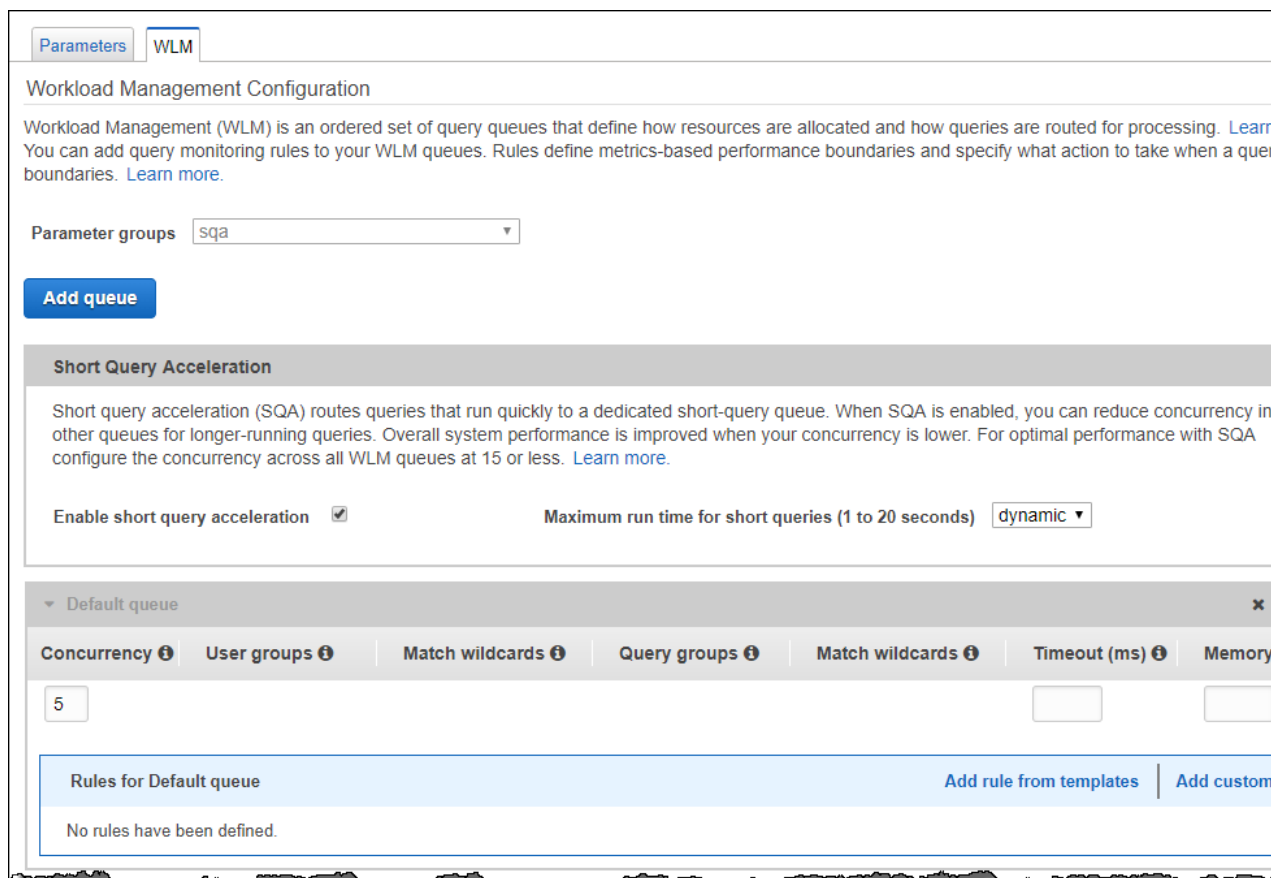 Parameters WLM
Workload Management Configuration
Workload Management (WLM) is an ordered set of query queues that define how resources are allocated and how queries are routed for processing. Learn
You can add query monitoring rules to your WLM queues. Rules define metrics-based performance boundaries and specify what action to take when a quer
boundaries. Learn more.
Parameter groups sqa
Add queue
Short Query Acceleration
Short query acceleration (SQA) routes queries that run quickly to a dedicated short-query queue. When SQA is enabled, you can reduce concurrency in
other queues for longer-running queries. Overall system performance is improved when your concurrency is lower. For optimal performance with SQA
configure the concurrency across all WLM queues at 15 or less. Learn more.
Enable short query acceleration Maximum run time for short queries (1 to 20 seconds) dynamic
Default queue
Concurrency User groups Match wildcards Query groups Match wildcards Timeout (ms) Memory
5
Rules for Default queue Add rule from templates Add custom
No rules have been defined.